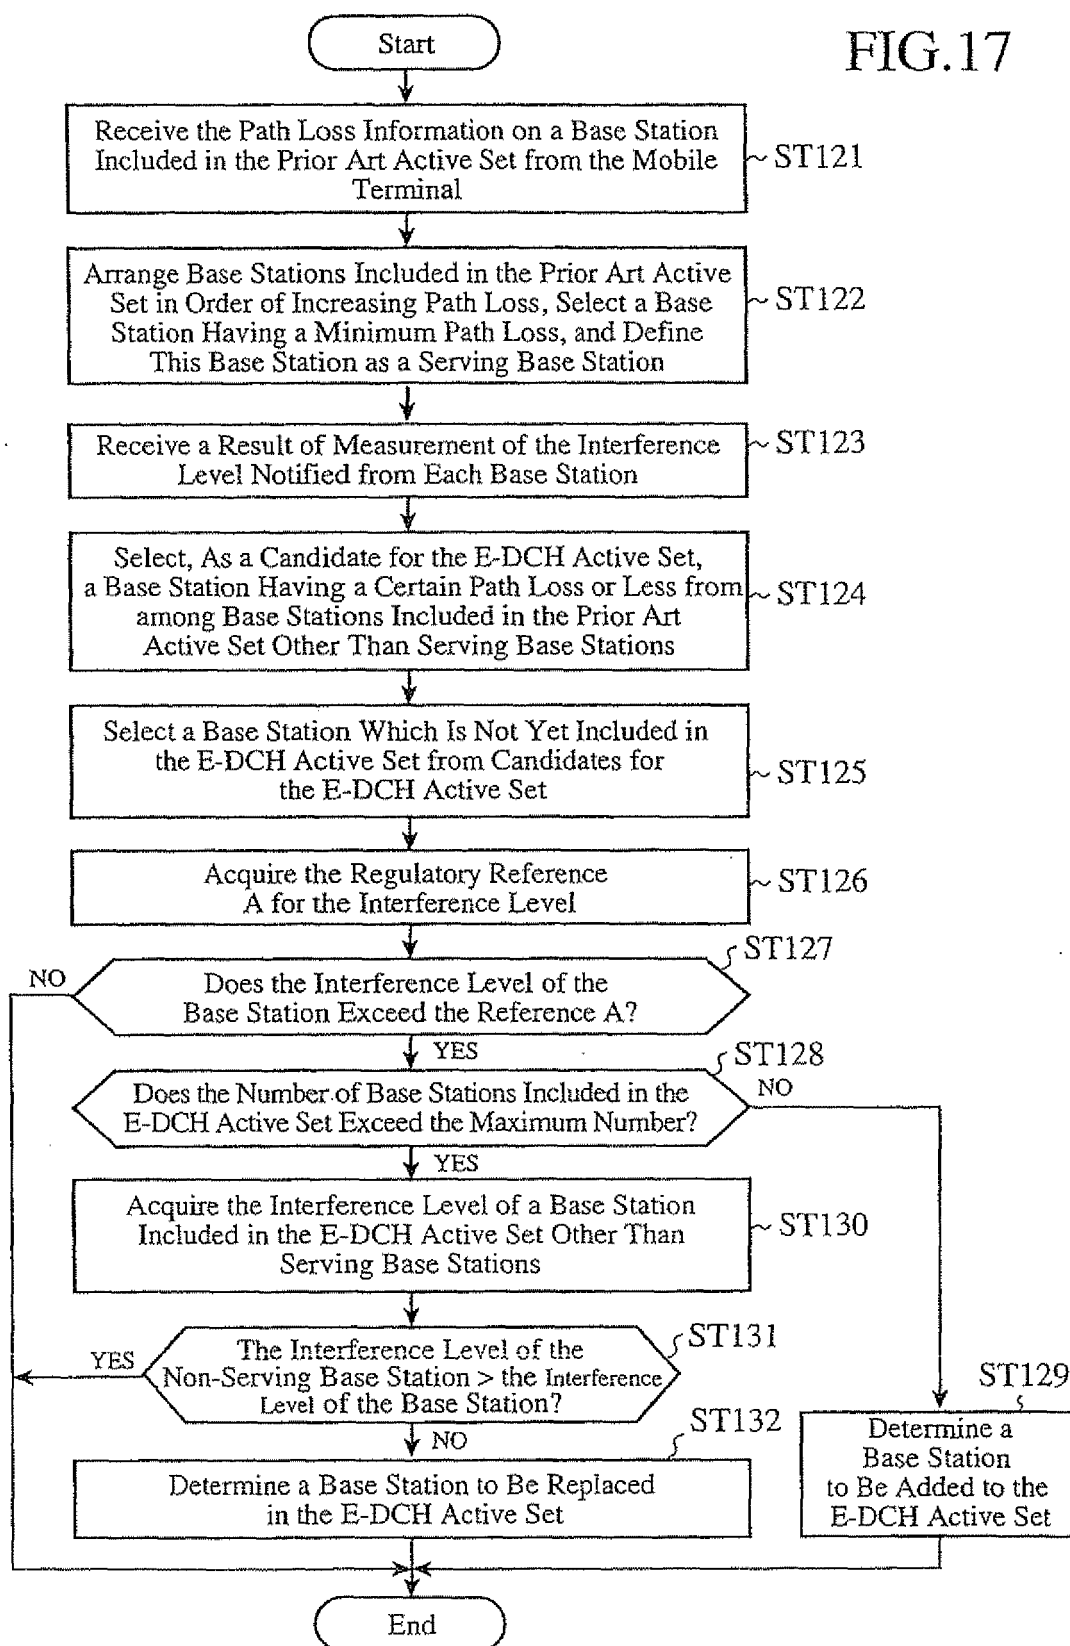 FIG.17
Start
Receive the Path Loss Information on a Base Station
Included in the Prior Art Active Set from the Mobile
Terminal
ST121
Arrange Base Stations Included in the Prior Art Active
Set in Order of Increasing Path Loss, Select a Base
Station Having a Minimum Path Loss, and Define
This Base Station as a Serving Base Station
ST122
Receive a Result of Measurement of the Interference
Level Notified from Each Base Station
ST123
Select, As a Candidate for the E-DCH Active Set,
a Base Station Having a Certain Path Loss or Less from
among Base Stations Included in the Prior Art
Active Set Other Than Serving Base Stations
ST124
Select a Base Station Which Is Not Yet Included in
the E-DCH Active Set from Candidates for
the E-DCH Active Set
ST125
Acquire the Regulatory Reference
A for the Interference Level
ST126
ST127
NO
Does the Interference Level of the
Base Station Exceed the Reference A?
YES
ST128
Does the Number of Base Stations Included in the
E-DCH Active Set Exceed the Maximum Number?
NO
YES
Acquire the Interference Level of a Base Station
Included in the E-DCH Active Set Other Than
Serving Base Stations
ST130
ST131
YES
The Interference Level of the
Non-Serving Base Station > the Interference
Level of the Base Station?
NO
ST132
Determine a Base Station to Be Replaced
in the E-DCH Active Set
ST129
Determine a
Base Station
to Be Added to the
E-DCH Active Set
End